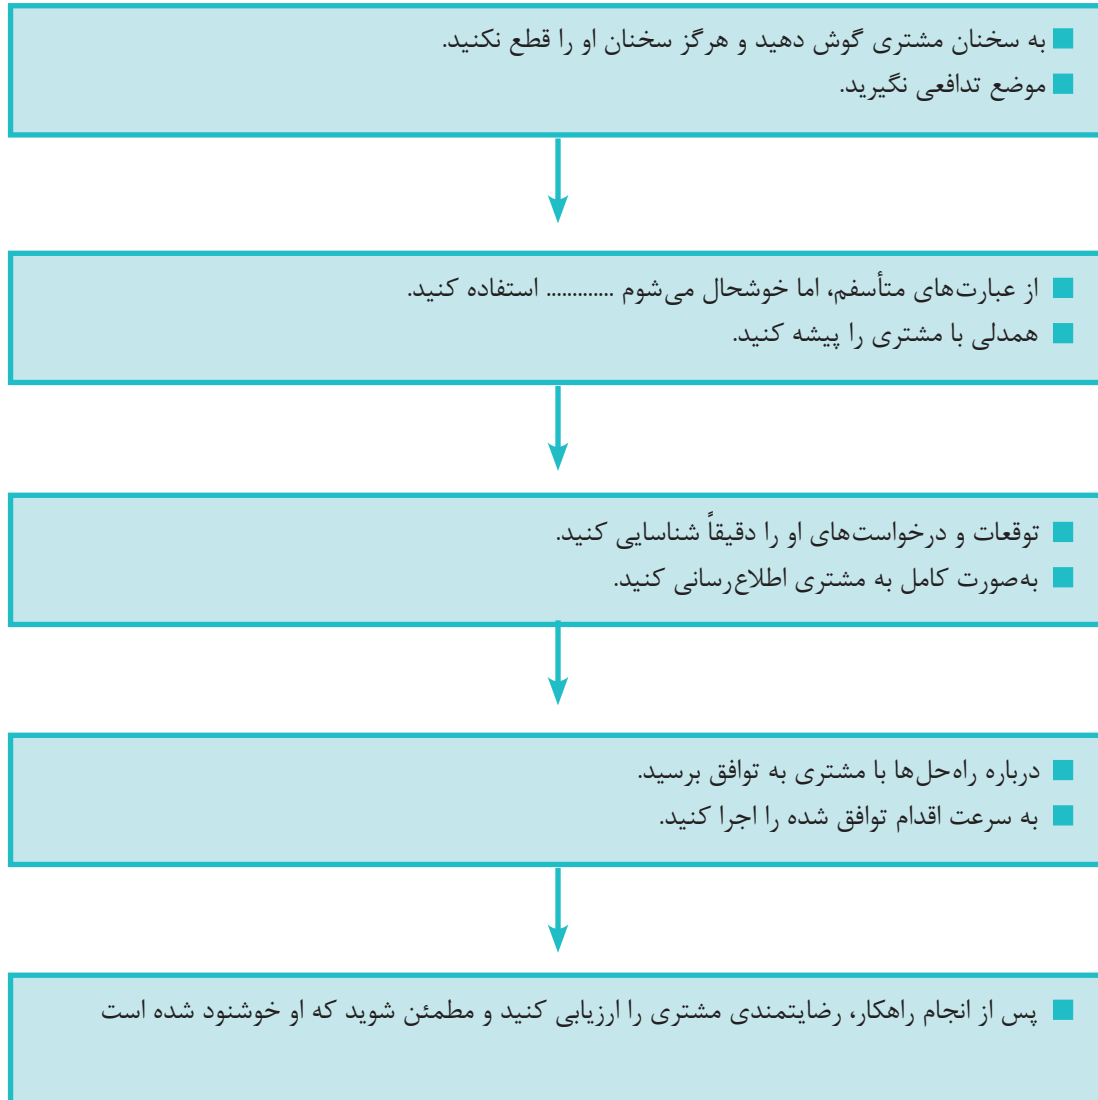 ■ به سخنان مشتری گوش دهید و هرگز سخنان او را قطع نکنید.
■ موضع تدافعی نگیرید.
■ از عبارت‌های متأسفم، اما خوشحال می‌شوم ............. استفاده کنید.
■ همدلی با مشتری را پیشه کنید.
■ توقعات و درخواست‌های او را دقیقاً شناسایی کنید.
■ به‌صورت کامل به مشتری اطلاع‌رسانی کنید.
■ درباره راه‌حل‌ها با مشتری به توافق برسید.
■ به سرعت اقدام توافق شده را اجرا کنید.
■ پس از انجام راهکار، رضایتمندی مشتری را ارزیابی کنید و مطمئن شوید که او خوشنود شده است